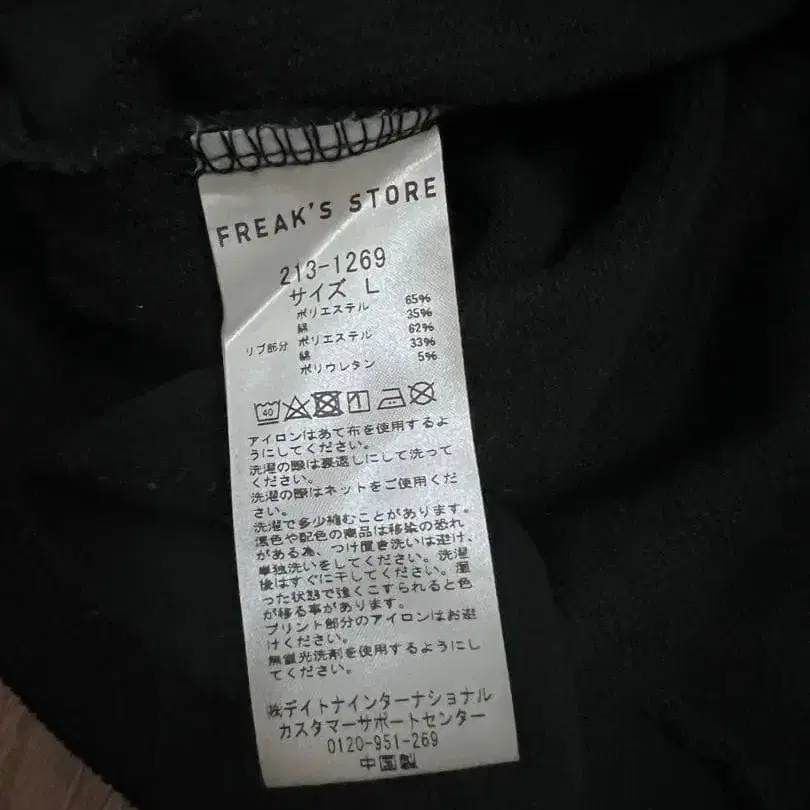 FREAK'S STORE
213-1269
サイズ L
ポリエステル 65%
綿 35%
リブ部分 ポリエステル 62%
綿 33%
ポリウレタン 5%
40
アイロンはあて布を使用するよ
うにしてください。
洗濯の際は裏返しにして洗って
ください。
洗濯の際はネットをご使用くだ
さい。
洗濯で多少縮むことがあります。
濃色や配色の商品は移染の恐れ
がある為、つけ置き洗いは避け、
単独洗いをしてください。洗濯
後はすぐに干してください。湿
った状態で強くこすられると色
が移る事があります。
プリント部分のアイロンはお避
けください。
無蛍光洗剤を使用するようにし
てください。
㈱デイトナインターナショナル
カスタマーサポートセンター
0120-951-269
中国製